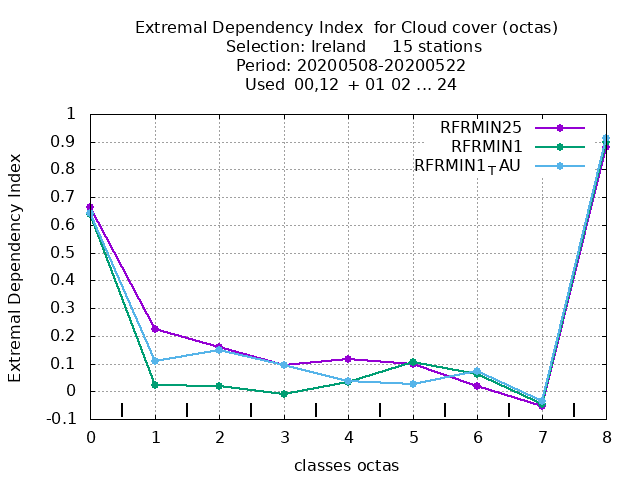 Extremal Dependency Index  for Cloud cover (octas)
Selection: Ireland     15 stations
Period: 20200508-20200522
Used  00,12  + 01 02 ... 24
RFRMIN25
RFRMIN1
RFRMIN1TAU
Extremal Dependency Index
1
0.9
0.8
0.7
0.6
0.5
0.4
0.3
0.2
0.1
0
-0.1
0 1 2 3 4 5 6 7 8
classes octas